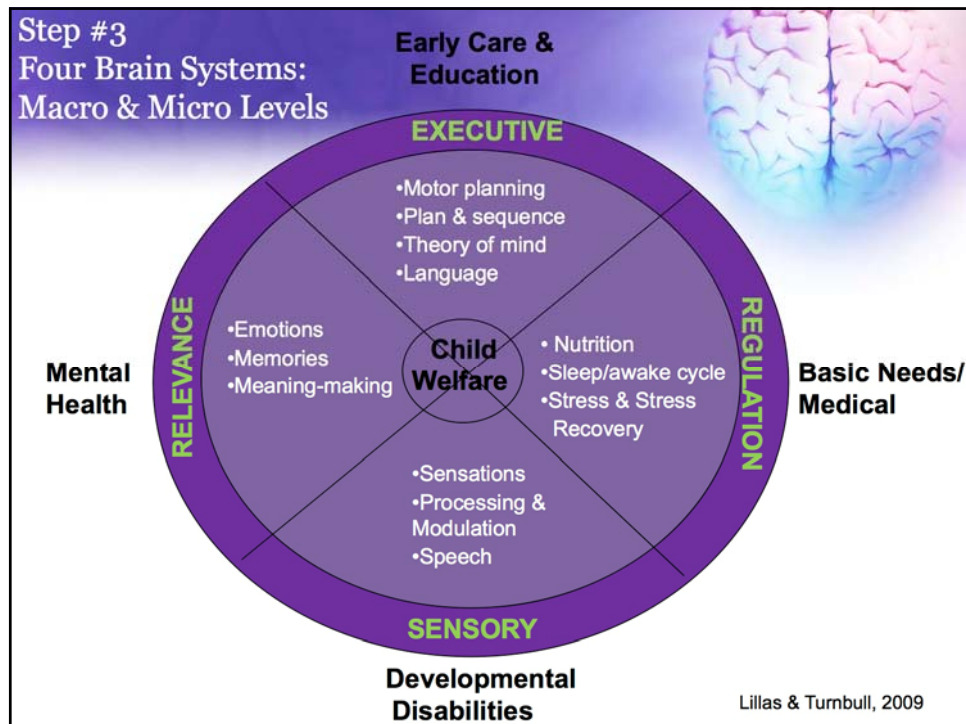 Step #3
Four Brain Systems:
Macro & Micro Levels
Early Care &
Education
EXECUTIVE
•Motor planning
•Plan & sequence
•Theory of mind
•Language
RELEVANCE
•Emotions
•Memories
•Meaning-making
Mental
Health
Child
Welfare
• Nutrition
•Sleep/awake cycle
•Stress & Stress
Recovery
REGULATION
Basic Needs/
Medical
•Sensations
•Processing &
Modulation
•Speech
SENSORY
Developmental
Disabilities
Lillas & Turnbull, 2009